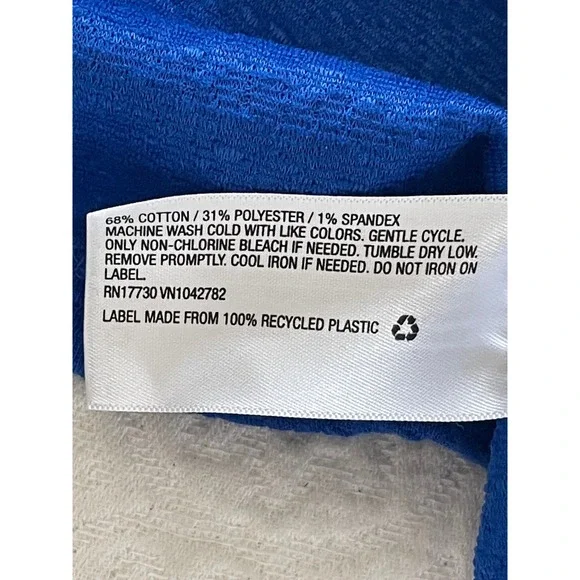 68% COTTON / 31% POLYESTER / 1% SPANDEX
MACHINE WASH COLD WITH LIKE COLORS. GENTLE CYCLE.
ONLY NON-CHLORINE BLEACH IF NEEDED. TUMBLE DRY LOW.
REMOVE PROMPTLY. COOL IRON IF NEEDED. DO NOT IRON ON
LABEL.
RN17730 VN1042782
LABEL MADE FROM 100% RECYCLED PLASTIC